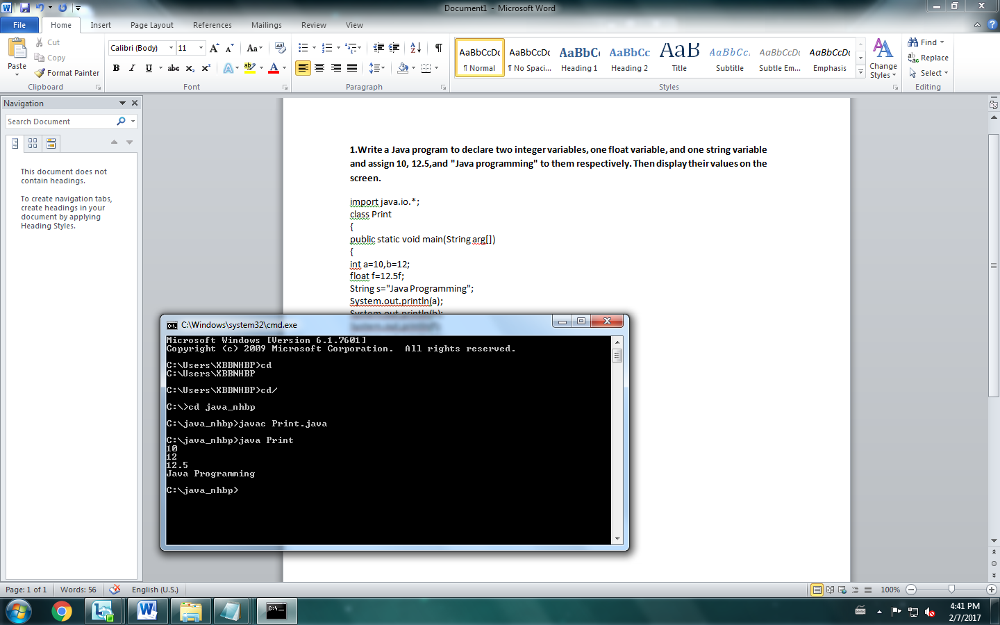 Document1 - Microsoft Word
File Home Insert Page Layout References Mailings Review View
Paste
Cut
Copy
Format Painter
Clipboard
Calibri (Body) 11
B I U abc x₂ x²
Font
Paragraph
AaBbCcDc AaBbCcDc AaBbCc AaBbCc AaB AaBbCc. AaBbCcDc AaBbCcDc
¶ Normal ¶ No Spaci... Heading 1 Heading 2 Title Subtitle Subtle Em... Emphasis
Styles
Change Styles
Find
Replace
Select
Editing
Navigation
Search Document
This document does not
contain headings.
To create navigation tabs,
create headings in your
document by applying
Heading Styles.
1.Write a Java program to declare two integer variables, one float variable, and one string variable
and assign 10, 12.5,and "Java programming" to them respectively. Then display their values on the
screen.
import java.io.*;
class Print
{
public static void main(String arg[])
{
int a=10,b=12;
float f=12.5f;
String s="Java Programming";
System.out.println(a);
System.out.println(b);
C:\Windows\system32\cmd.exe
Microsoft Windows [Version 6.1.7601]
Copyright (c) 2009 Microsoft Corporation.  All rights reserved.
C:\Users\XBBNHBP>cd
C:\Users\XBBNHBP
C:\Users\XBBNHBP>cd/
C:\>cd java_nhbp
C:\java_nhbp>javac Print.java
C:\java_nhbp>java Print
10
12
12.5
Java Programming
C:\java_nhbp>
Page: 1 of 1 Words: 56 English (U.S.) 100%
4:41 PM
2/7/2017